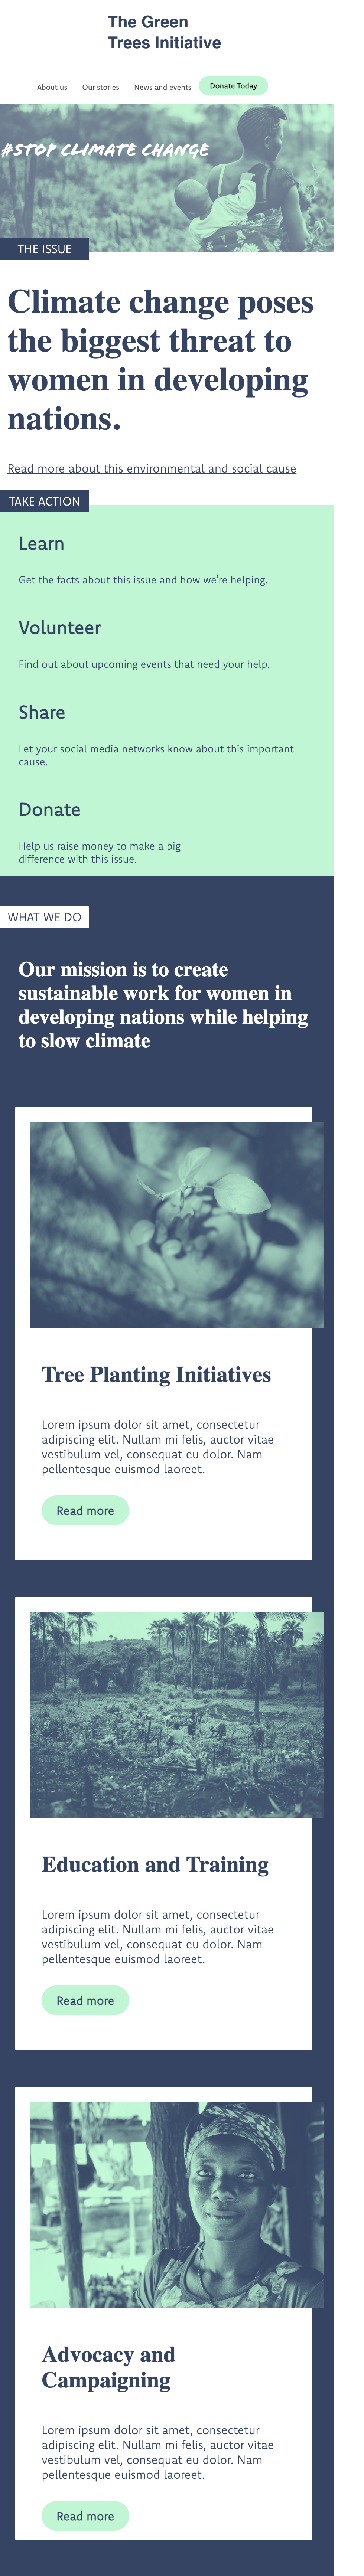 The Green
Trees Initiative
About us Our stories News and events Donate Today
#STOP CLIMATE CHANGE
THE ISSUE
Climate change poses
the biggest threat to
women in developing
nations.
Read more about this environmental and social cause
TAKE ACTION
Learn
Get the facts about this issue and how we're helping.
Volunteer
Find out about upcoming events that need your help.
Share
Let your social media networks know about this important
cause.
Donate
Help us raise money to make a big
difference with this issue.
WHAT WE DO
Our mission is to create
sustainable work for women in
developing nations while helping
to slow climate
Tree Planting Initiatives
Lorem ipsum dolor sit amet, consectetur
adipiscing elit. Nullam mi felis, auctor vitae
vestibulum vel, consequat eu dolor. Nam
pellentesque euismod laoreet.
Read more
Education and Training
Lorem ipsum dolor sit amet, consectetur
adipiscing elit. Nullam mi felis, auctor vitae
vestibulum vel, consequat eu dolor. Nam
pellentesque euismod laoreet.
Read more
Advocacy and
Campaigning
Lorem ipsum dolor sit amet, consectetur
adipiscing elit. Nullam mi felis, auctor vitae
vestibulum vel, consequat eu dolor. Nam
pellentesque euismod laoreet.
Read more